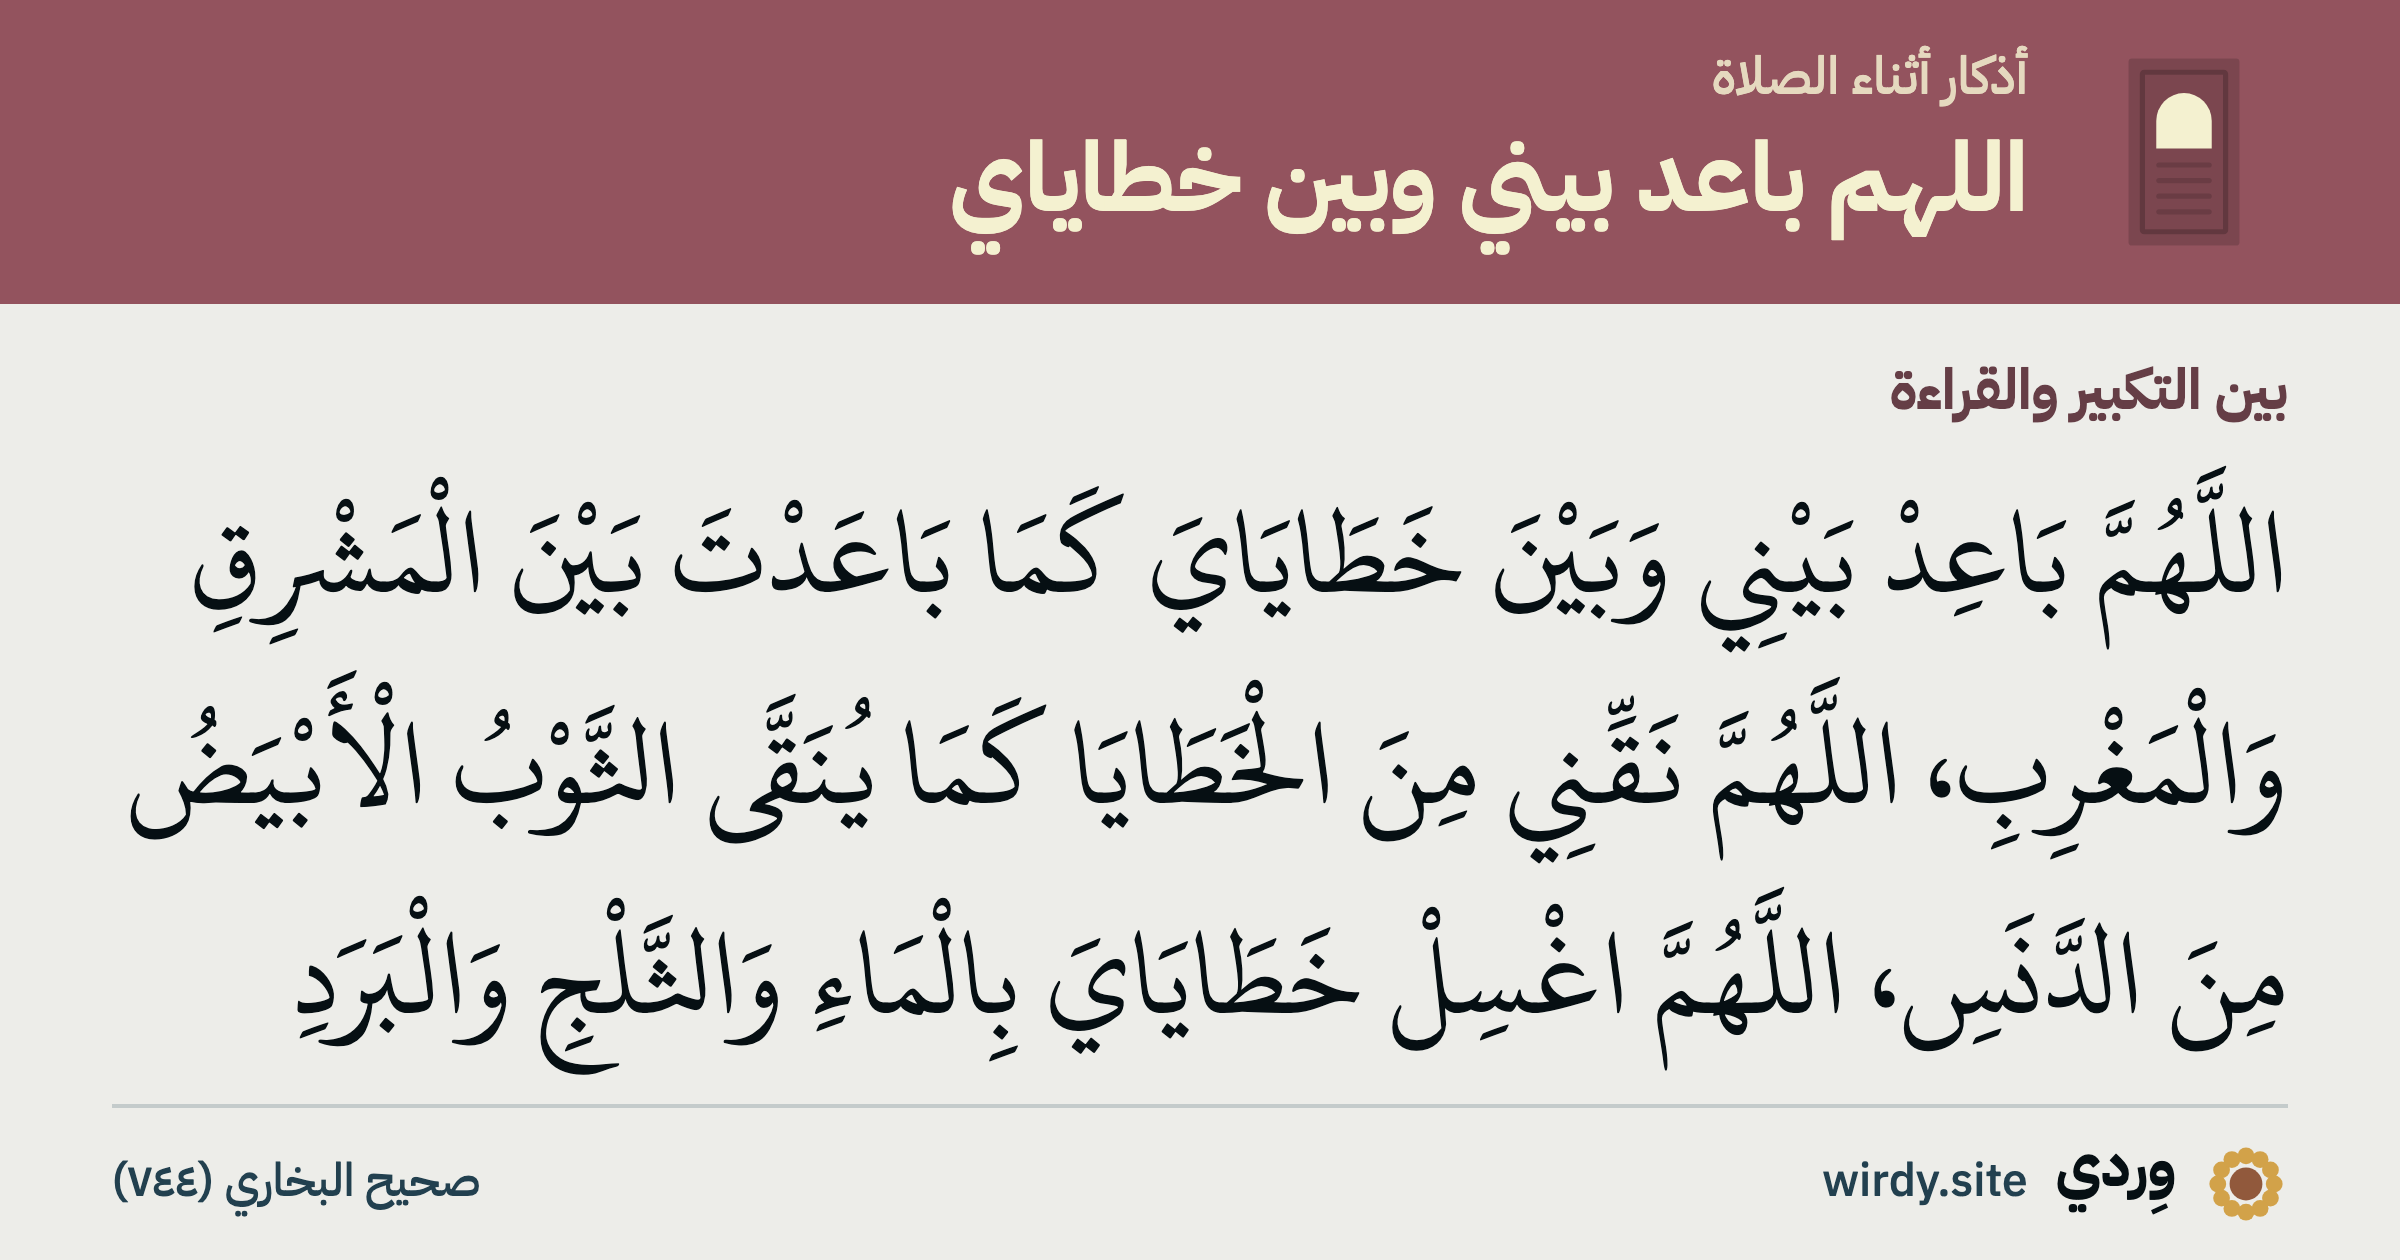 أذكار أثناء الصلاة
اللهم باعد بيني وبين خطاياي
بين التكبير والقراءة
اللَّهُمَّ بَاعِدْ بَيْنِي وَبَيْنَ خَطَايَايَ كَمَا بَاعَدْتَ بَيْنَ الْمَشْرِقِ
وَالْمَغْرِبِ، اللَّهُمَّ نَقِّنِي مِنَ الْخَطَايَا كَمَا يُنَقَّى الثَّوْبُ الْأَبْيَضُ
مِنَ الدَّنَسِ، اللَّهُمَّ اغْسِلْ خَطَايَايَ بِالْمَاءِ وَالثَّلْجِ وَالْبَرَدِ
وِردي wirdy.site
صحيح البخاري (٧٤٤)